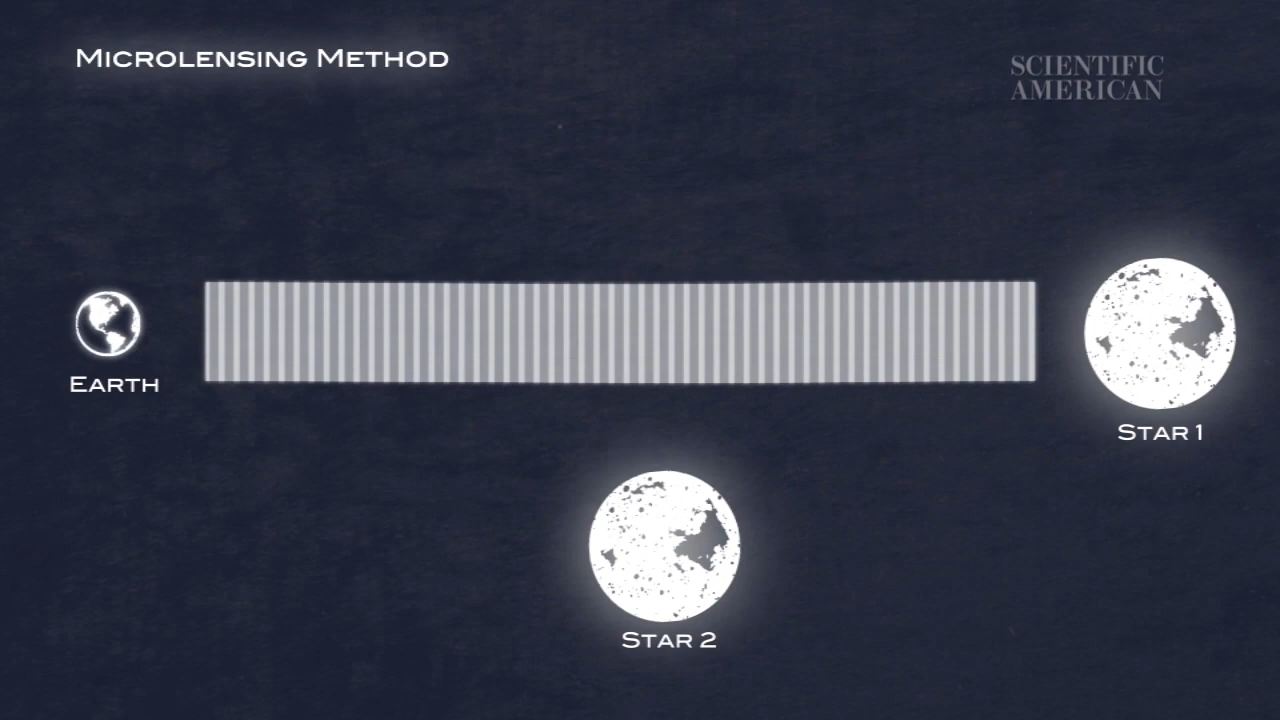 Microlensing Method
SCIENTIFIC
AMERICAN
Earth
Star 1
Star 2